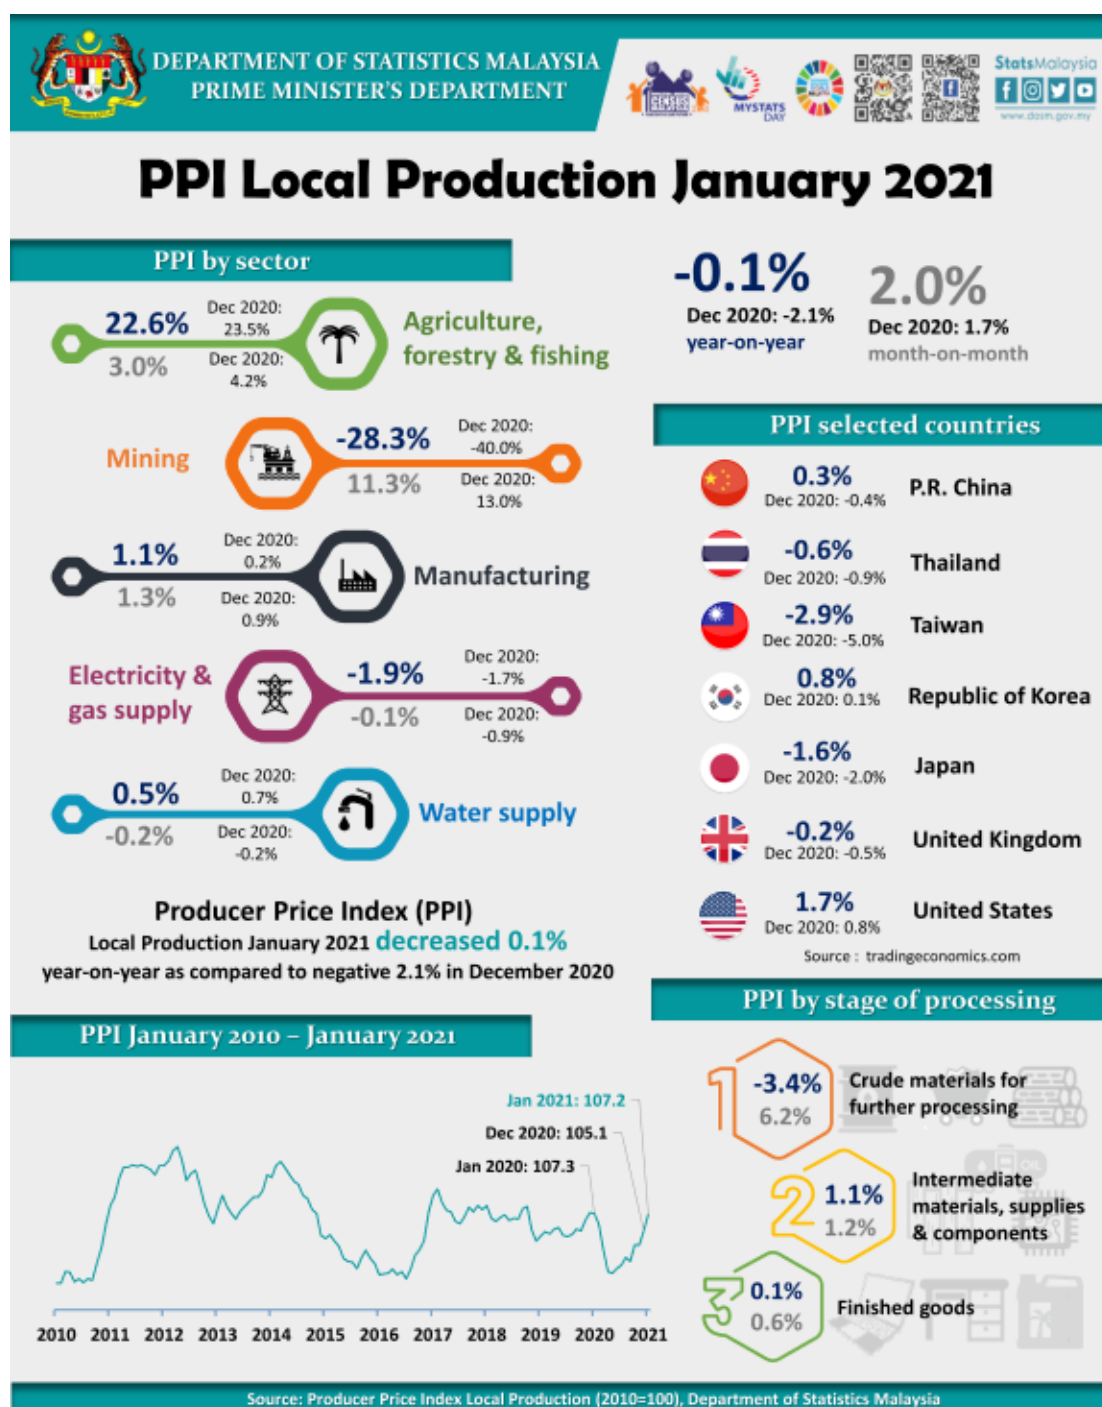 DEPARTMENT OF STATISTICS MALAYSIA
PRIME MINISTER'S DEPARTMENT
CENSUS
MYSTATS
DAY
StatsMalaysia
www.dosm.gov.my
PPI Local Production January 2021
PPI by sector
22.6%
Dec 2020:
23.5%
3.0%
Dec 2020:
4.2%
Agriculture,
forestry & fishing
Mining
-28.3%
Dec 2020:
-40.0%
11.3%
Dec 2020:
13.0%
1.1%
Dec 2020:
0.2%
1.3%
Dec 2020:
0.9%
Manufacturing
Electricity &
gas supply
-1.9%
Dec 2020:
-1.7%
-0.1%
Dec 2020:
-0.9%
0.5%
Dec 2020:
0.7%
-0.2%
Dec 2020:
-0.2%
Water supply
Producer Price Index (PPI)
Local Production January 2021 decreased 0.1%
year-on-year as compared to negative 2.1% in December 2020
-0.1%
Dec 2020: -2.1%
year-on-year
2.0%
Dec 2020: 1.7%
month-on-month
PPI selected countries
0.3%
Dec 2020: -0.4%
P.R. China
-0.6%
Dec 2020: -0.9%
Thailand
-2.9%
Dec 2020: -5.0%
Taiwan
0.8%
Dec 2020: 0.1%
Republic of Korea
-1.6%
Dec 2020: -2.0%
Japan
-0.2%
Dec 2020: -0.5%
United Kingdom
1.7%
Dec 2020: 0.8%
United States
Source : tradingeconomics.com
PPI January 2010 – January 2021
Jan 2021: 107.2
Dec 2020: 105.1
Jan 2020: 107.3
2010 2011 2012 2013 2014 2015 2016 2017 2018 2019 2020 2021
PPI by stage of processing
1
-3.4%
6.2%
Crude materials for
further processing
2
1.1%
1.2%
OIL
Intermediate
materials, supplies
& components
3
0.1%
0.6%
Finished goods
Source: Producer Price Index Local Production (2010=100), Department of Statistics Malaysia